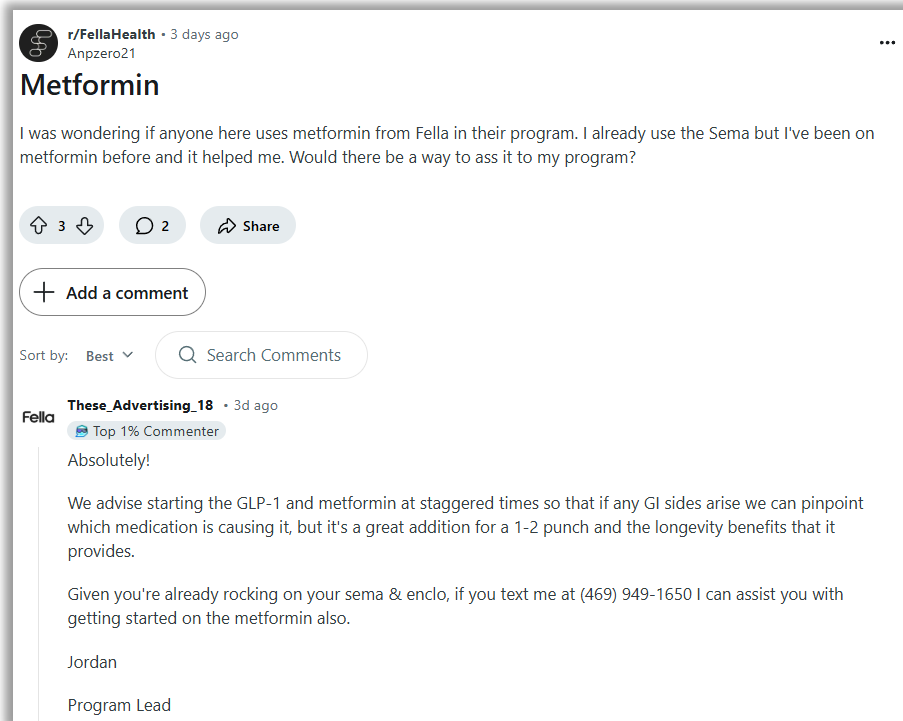 r/FellaHealth • 3 days ago
Anpzero21
Metformin
I was wondering if anyone here uses metformin from Fella in their program. I already use the Sema but I've been on
metformin before and it helped me. Would there be a way to ass it to my program?
3
2
Share
Add a comment
Sort by:
Best
Search Comments
Fella
These_Advertising_18 • 3d ago
Top 1% Commenter
Absolutely!
We advise starting the GLP-1 and metformin at staggered times so that if any GI sides arise we can pinpoint
which medication is causing it, but it's a great addition for a 1-2 punch and the longevity benefits that it
provides.
Given you're already rocking on your sema & enclo, if you text me at (469) 949-1650 I can assist you with
getting started on the metformin also.
Jordan
Program Lead